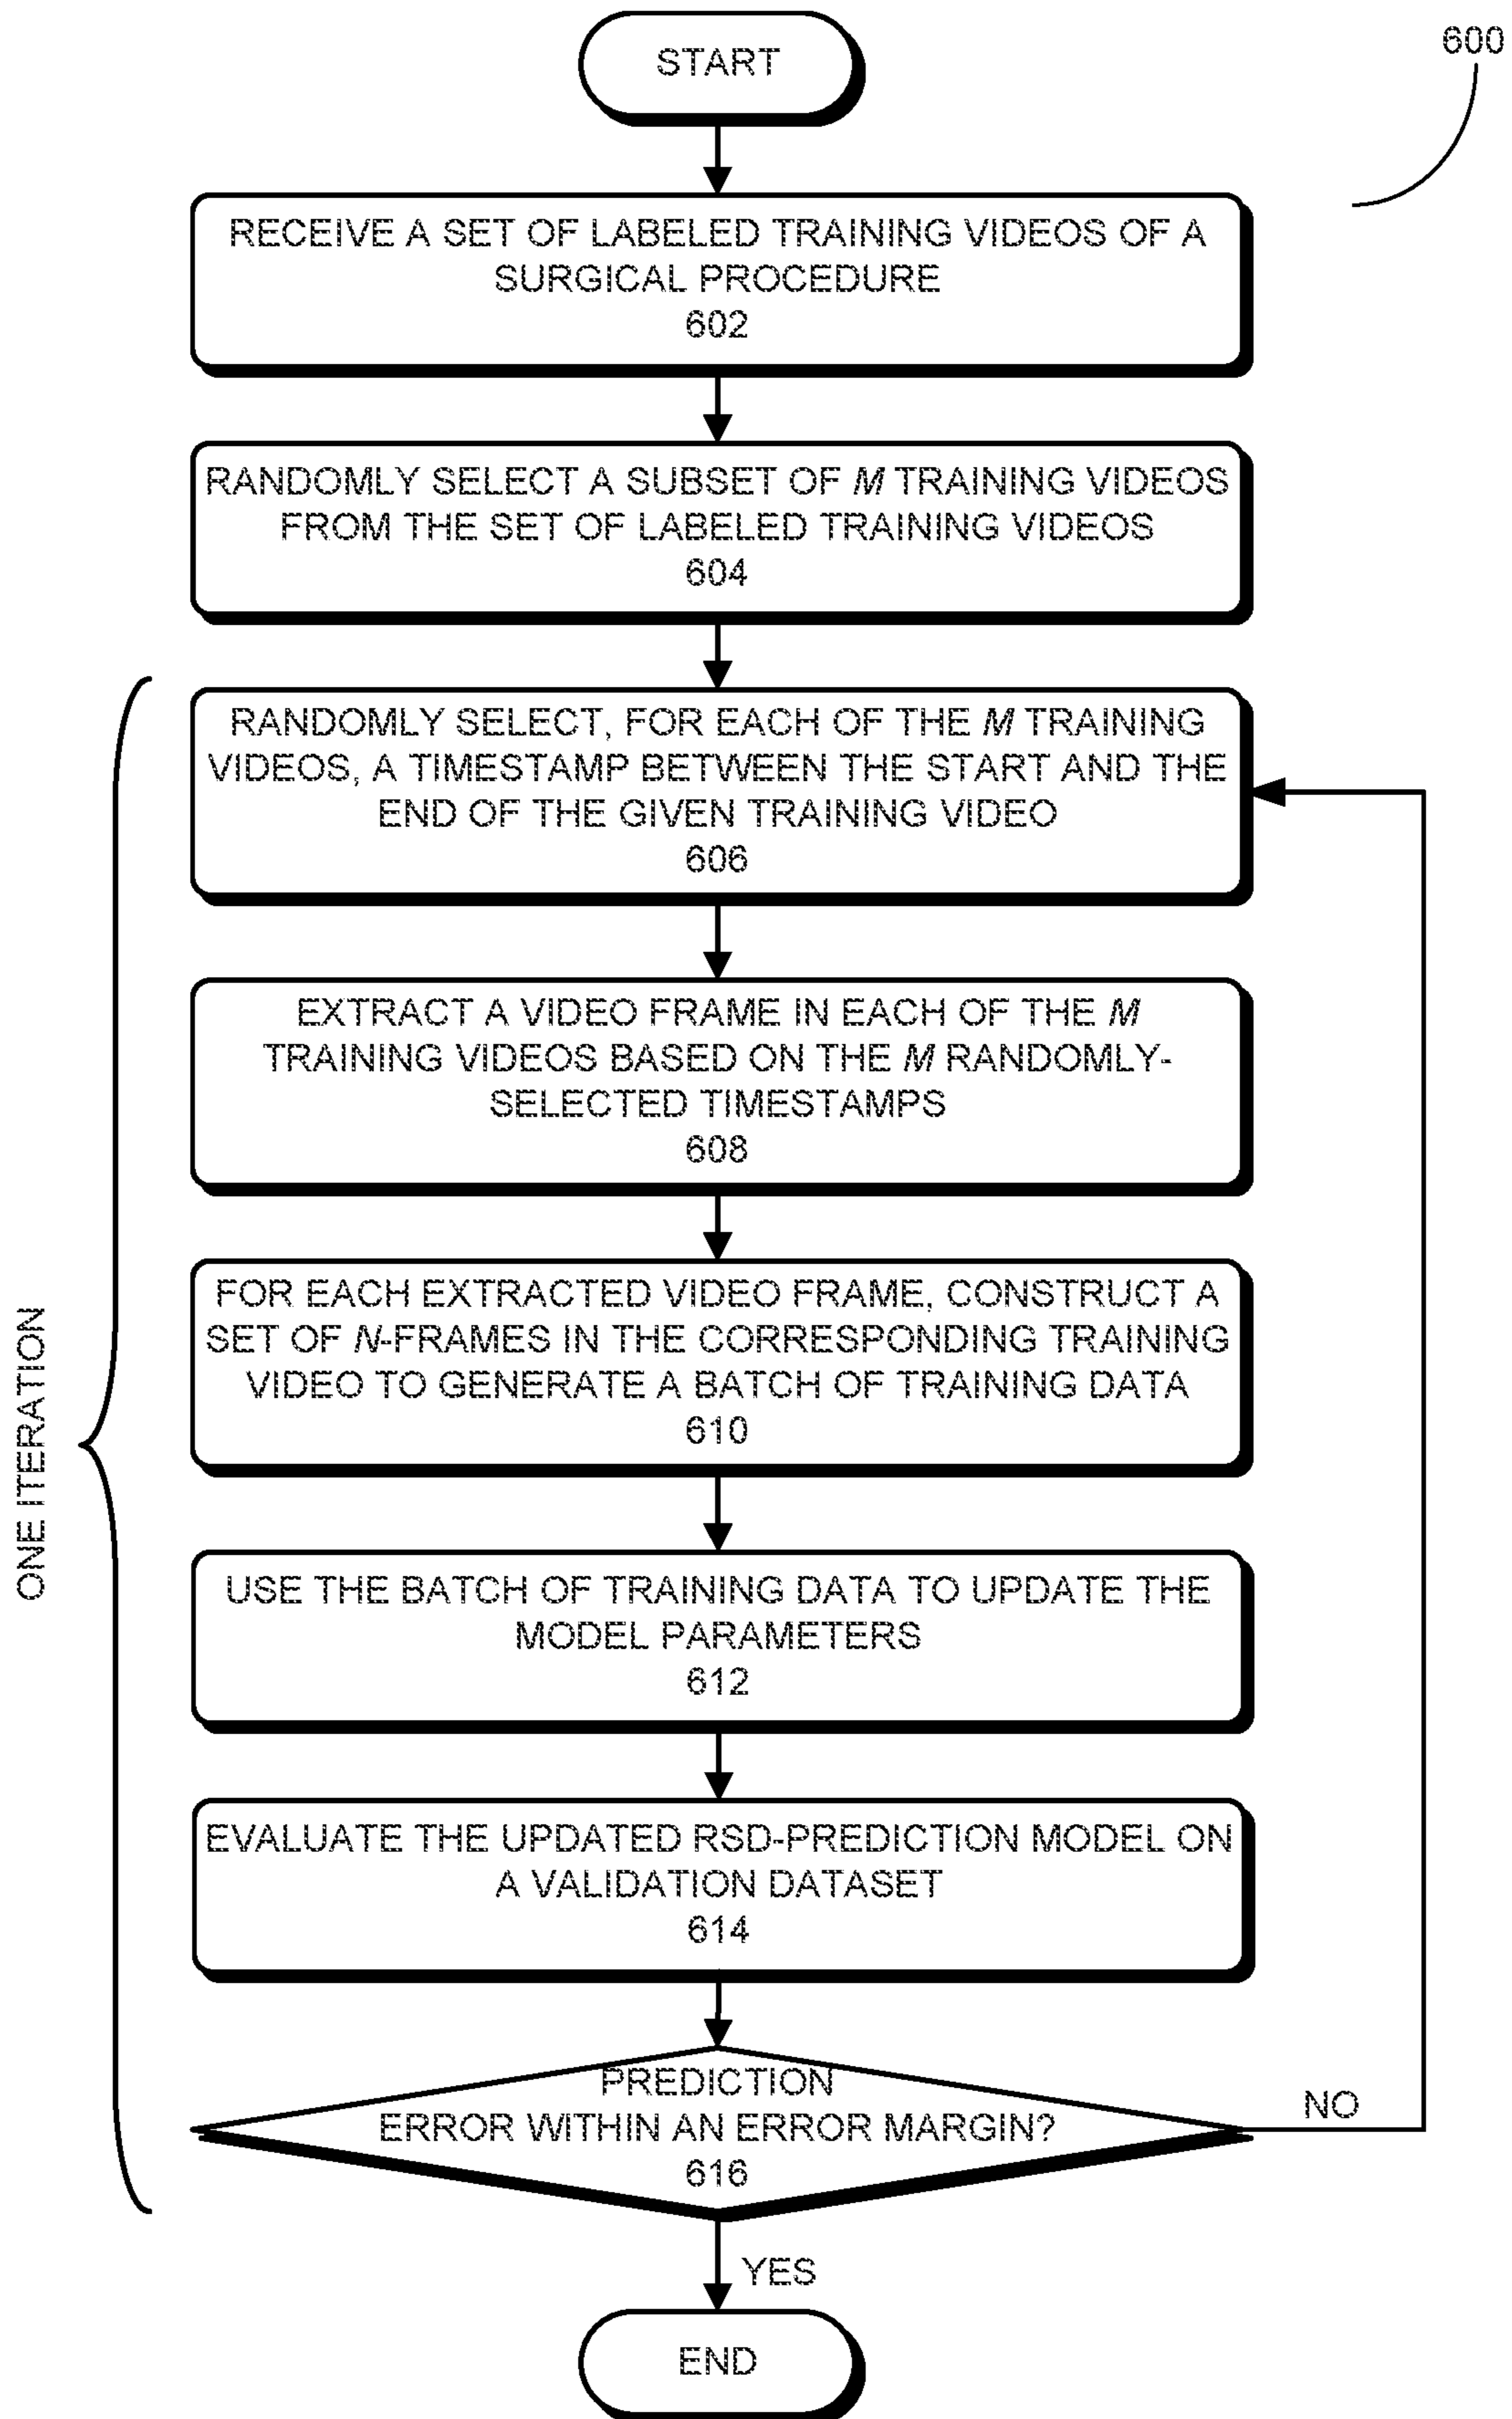 START
600
RECEIVE A SET OF LABELED TRAINING VIDEOS OF A
SURGICAL PROCEDURE
602
RANDOMLY SELECT A SUBSET OF M TRAINING VIDEOS
FROM THE SET OF LABELED TRAINING VIDEOS
604
RANDOMLY SELECT, FOR EACH OF THE M TRAINING
VIDEOS, A TIMESTAMP BETWEEN THE START AND THE
END OF THE GIVEN TRAINING VIDEO
606
EXTRACT A VIDEO FRAME IN EACH OF THE M
TRAINING VIDEOS BASED ON THE M RANDOMLY-
SELECTED TIMESTAMPS
608
FOR EACH EXTRACTED VIDEO FRAME, CONSTRUCT A
SET OF N-FRAMES IN THE CORRESPONDING TRAINING
VIDEO TO GENERATE A BATCH OF TRAINING DATA
610
ONE ITERATION
USE THE BATCH OF TRAINING DATA TO UPDATE THE
MODEL PARAMETERS
612
EVALUATE THE UPDATED RSD-PREDICTION MODEL ON
A VALIDATION DATASET
614
PREDICTION
ERROR WITHIN AN ERROR MARGIN?
616
NO
YES
END